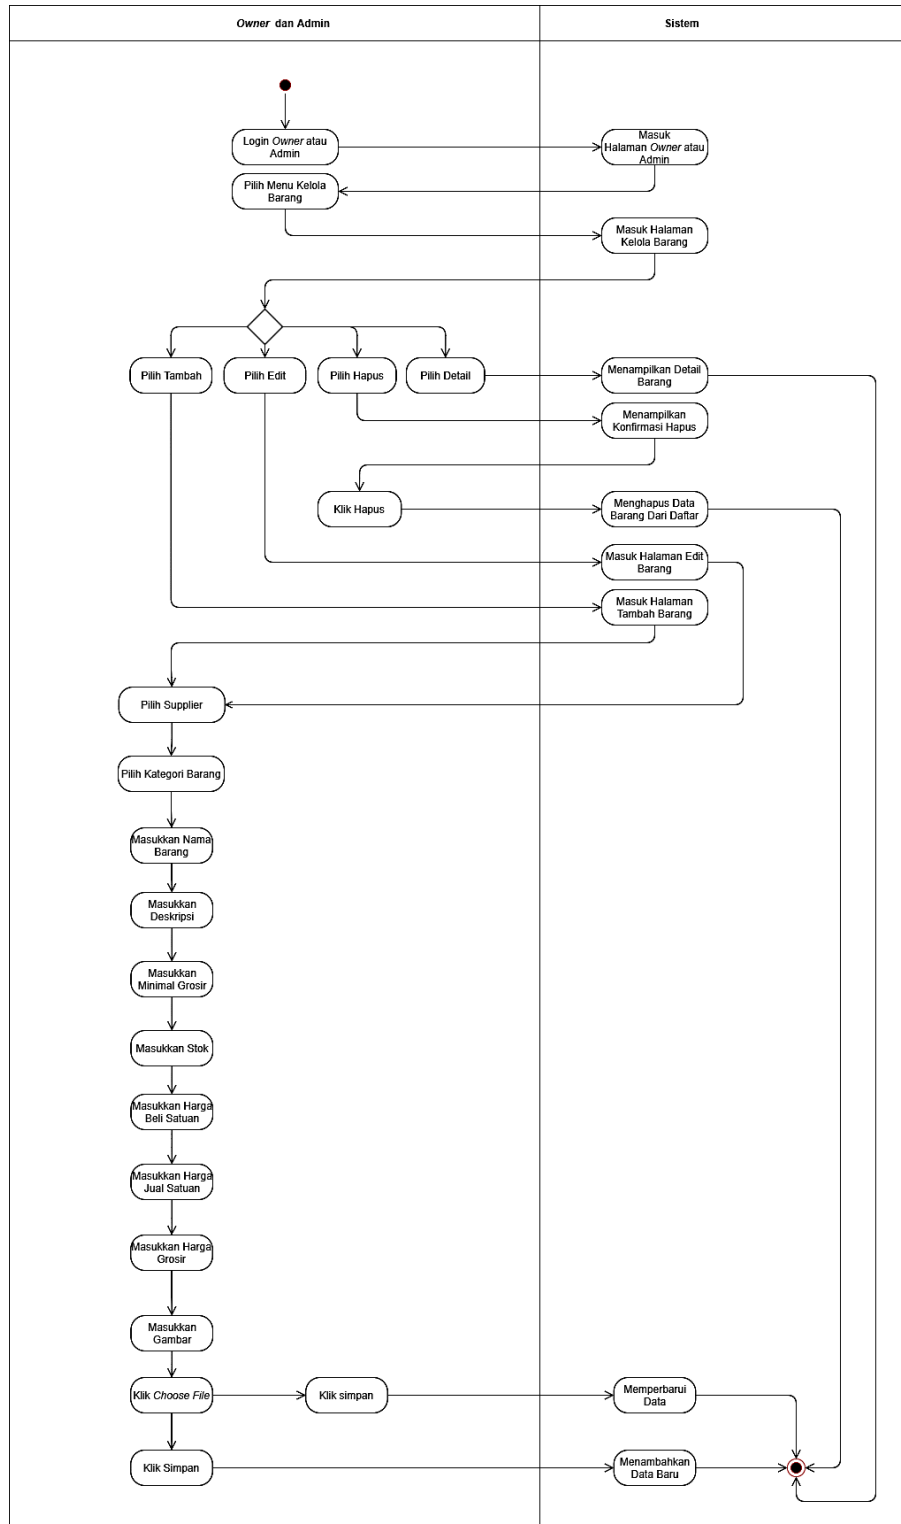 Owner dan Admin
Sistem
Login Owner atau
Admin
Masuk
Halaman Owner atau
Admin
Pilih Menu Kelola
Barang
Masuk Halaman
Kelola Barang
Pilih Tambah
Pilih Edit
Pilih Hapus
Pilih Detail
Menampilkan Detail
Barang
Menampilkan
Konfirmasi Hapus
Klik Hapus
Menghapus Data
Barang Dari Daftar
Masuk Halaman Edit
Barang
Masuk Halaman
Tambah Barang
Pilih Supplier
Pilih Kategori Barang
Masukkan Nama
Barang
Masukkan
Deskripsi
Masukkan
Minimal Grosir
Masukkan Stok
Masukkan Harga
Beli Satuan
Masukkan Harga
Jual Satuan
Masukkan Harga
Grosir
Masukkan
Gambar
Klik Choose File
Klik simpan
Memperbarui
Data
Klik Simpan
Menambahkan
Data Baru